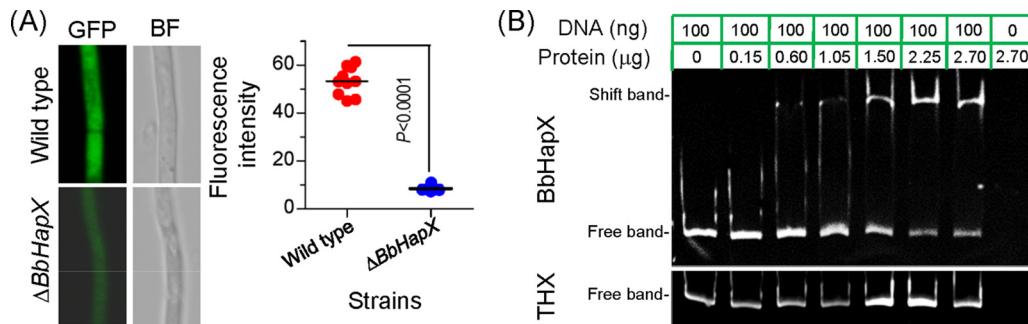 (A)
GFP
BF
Wild type
ΔBbHapX
Fluorescence
intensity
60
40
20
0
P<0.0001
Wild type
ΔBbHapX
Strains
(B)
DNA (ng) 100 100 100 100 100 100 100 0
Protein (μg) 0 0.15 0.60 1.05 1.50 2.25 2.70 2.70
BbHapX
Shift band-
Free band-
THX
Free band-